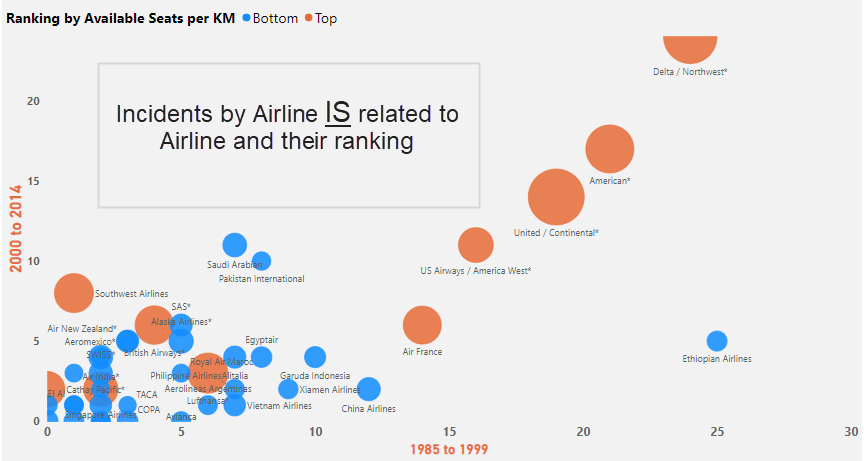 Ranking by Available Seats per KM Bottom Top
Delta / Northwest*
20
Incidents by Airline IS related to
Airline and their ranking
American*
15
United / Continental*
2000 to 2014
10
Saudi Arabian
US Airways / America West*
Pakistan International
Southwest Airlines
SAS*
Alaska Airlines*
Air New Zealand*
Aeromexico*
5
Egyptair
British Airways*
Air France
SWISS*
Ethiopian Airlines
Royal Air Maroc
Air India*
Philippine Airlines
Alitalia
Garuda Indonesia
El Al
Cathay Pacific*
Aerolineas Argentinas
Xiamen Airlines
TACA
Lufthansa*
Vietnam Airlines
COPA
China Airlines
Singapore Airlines
Avianca
0
0 5 10 15 20 25 30
1985 to 1999